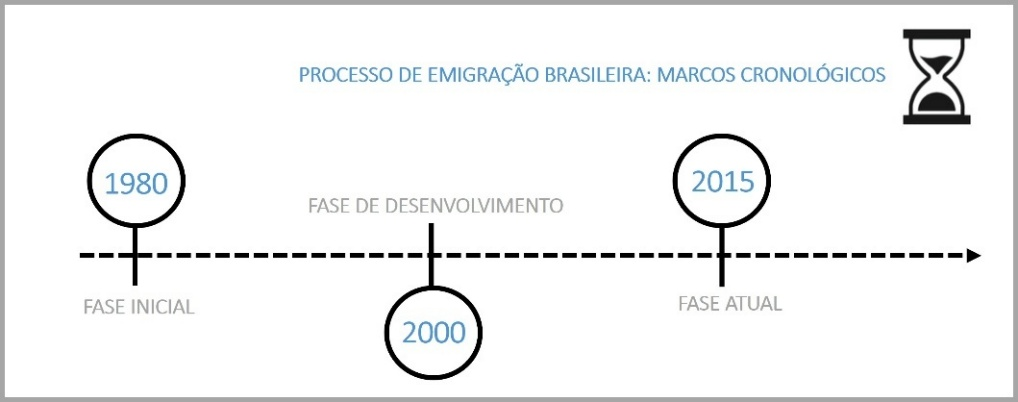 PROCESSO DE EMIGRAÇÃO BRASILEIRA: MARCOS CRONOLÓGICOS
1980
2015
FASE DE DESENVOLVIMENTO
FASE INICIAL
FASE ATUAL
2000